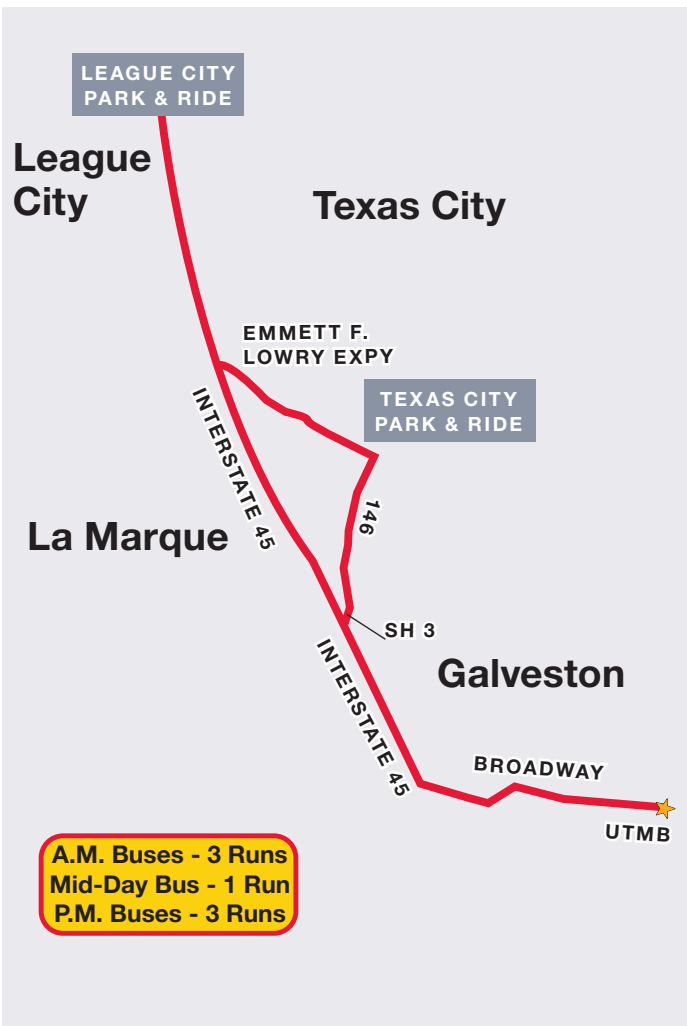 LEAGUE CITY
PARK & RIDE
League
City
Texas City
EMMETT F.
LOWRY EXPY
TEXAS CITY
PARK & RIDE
INTERSTATE 45
146
La Marque
SH 3
INTERSTATE 45
Galveston
BROADWAY
UTMB
A.M. Buses - 3 Runs
Mid-Day Bus - 1 Run
P.M. Buses - 3 Runs